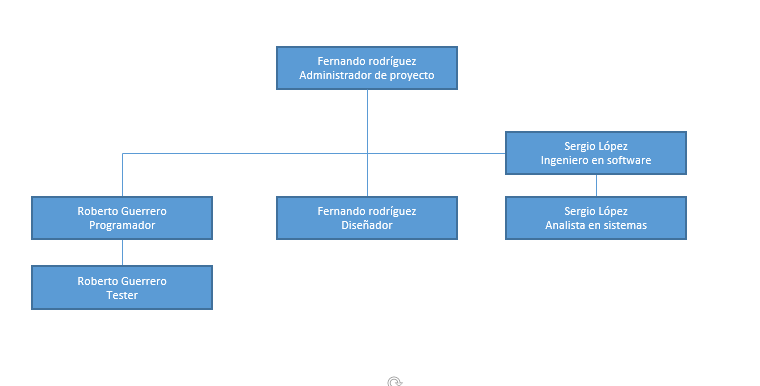 Fernando rodríguez
Administrador de proyecto
Sergio López
Ingeniero en software
Roberto Guerrero
Programador
Fernando rodríguez
Diseñador
Sergio López
Analista en sistemas
Roberto Guerrero
Tester